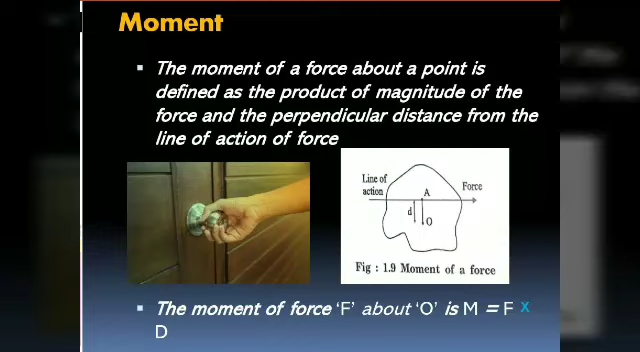 Moment
▪ The moment of a force about a point is
defined as the product of magnitude of the
force and the perpendicular distance from the
line of action of force
Line of
action
A
Force
d
O
Fig : 1.9 Moment of a force
▪ The moment of force ‘F’ about ‘O’ is M = F x
D